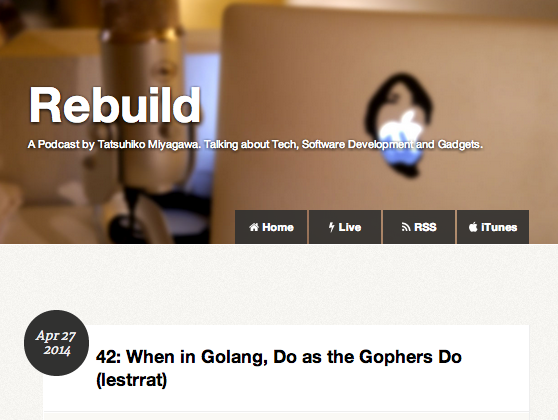 Rebuild
A Podcast by Tatsuhiko Miyagawa. Talking about Tech, Software Development and Gadgets.
Home
Live
RSS
iTunes
Apr 27
2014
42: When in Golang, Do as the Gophers Do
(lestrrat)